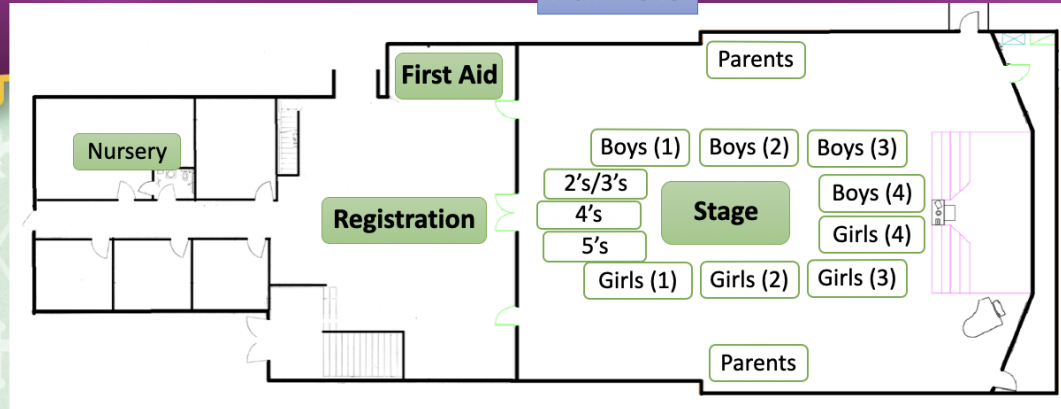 Parents
First Aid
Nursery
Boys (1)
Boys (2)
Boys (3)
2’s/3’s
Boys (4)
4’s
Stage
Registration
Girls (4)
5’s
Girls (1)
Girls (2)
Girls (3)
Parents